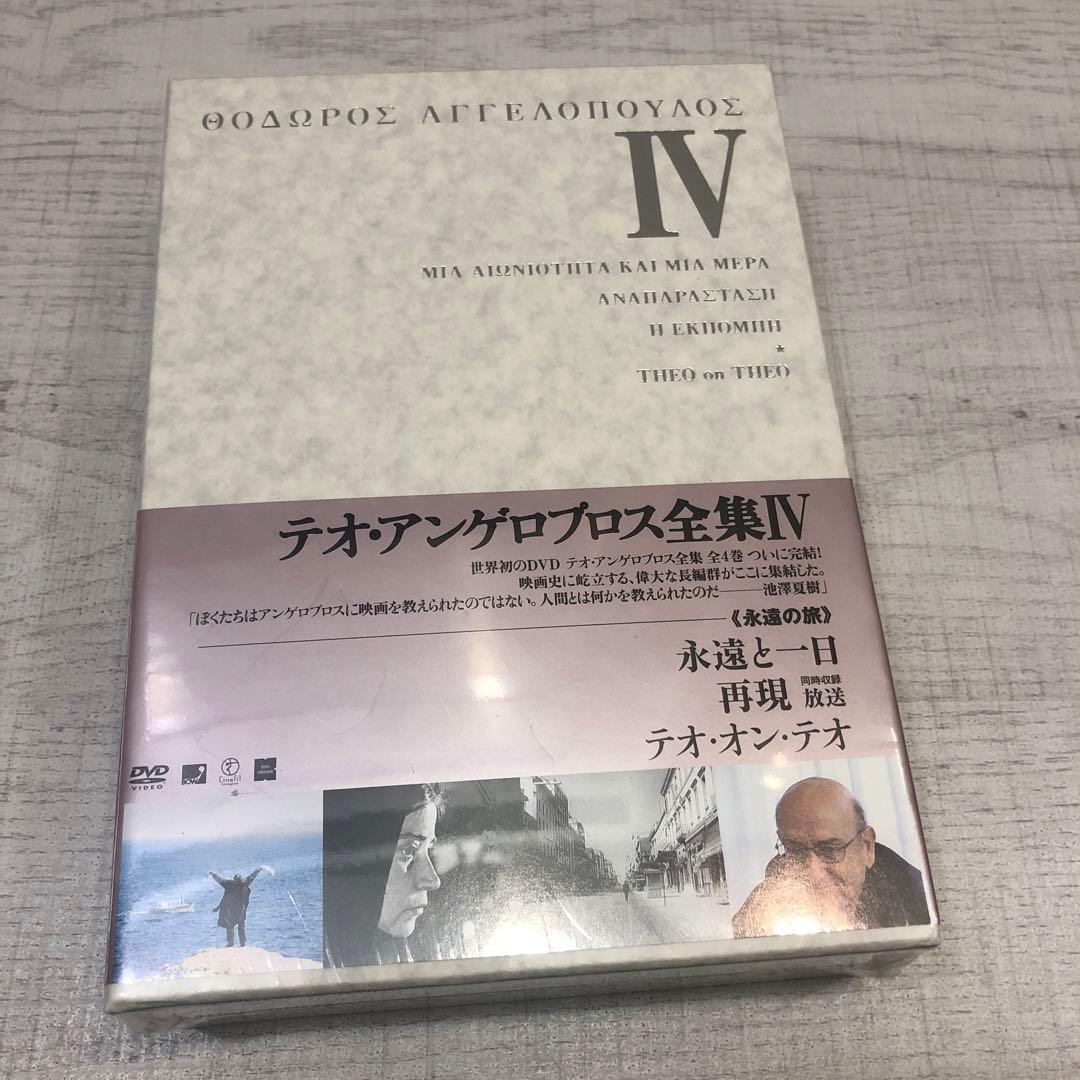 ΘΟΔΩΡΟΣ ΑΓΓΕΛΟΠΟΥΛΟΣ
IV
ΜΙΑ ΑΙΩΝΙΟΤΗΤΑ ΚΑΙ ΜΙΑ ΜΕΡΑ
ΑΝΑΠΑΡΑΣΤΑΣΗ
Η ΕΚΠΟΜΠΗ
★
THEO on THEO
テオ・アンゲロプロス全集IV
世界初のDVD テオ・アンゲロプロス全集 全4巻 ついに完結!
映画史に屹立する、偉大な長編群がここに集結した。
「ぼくたちはアンゲロプロスに映画を教えられたのではない。人間とは何かを教えられたのだ――池澤夏樹」
《永遠の旅》
永遠と一日
再現 同時収録 放送
テオ・オン・テオ
DVD
VIDEO
Cinefil